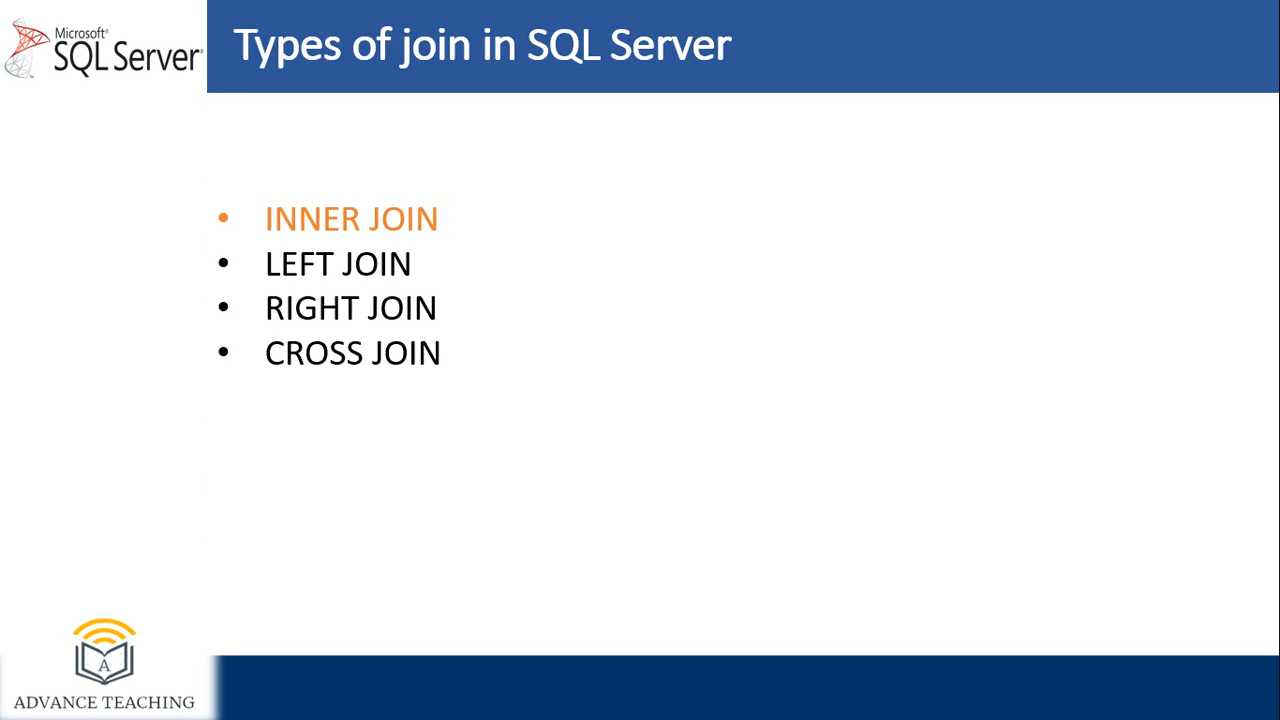 Microsoft®
SQL Server®
Types of join in SQL Server
• INNER JOIN
• LEFT JOIN
• RIGHT JOIN
• CROSS JOIN
A
ADVANCE TEACHING